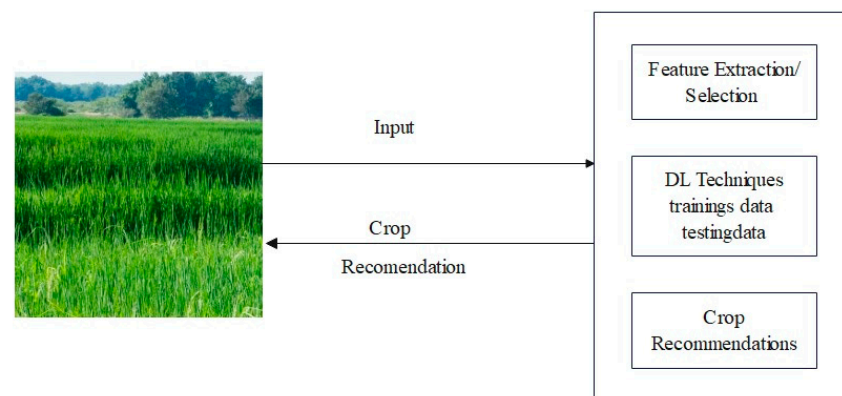 Input
Crop
Recomendation
Feature Extraction/
Selection
DL Techniques
trainings data
testingdata
Crop
Recommendations